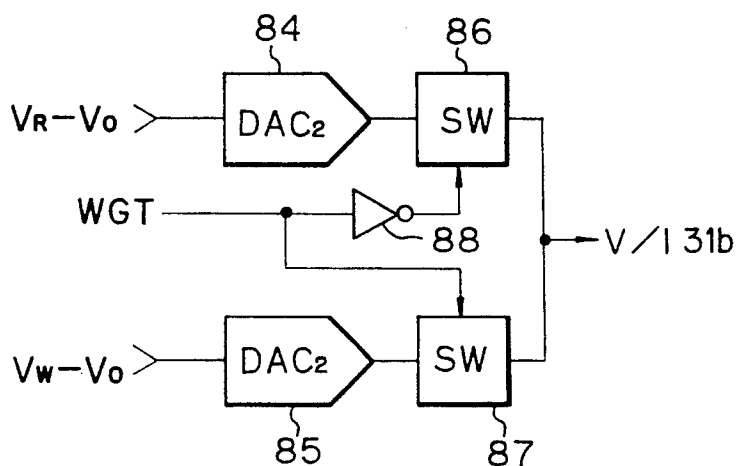 84
86
VR-VO
DAC2
SW
WGT
88
V/I 31b
VW-VO
DAC2
SW
85
87